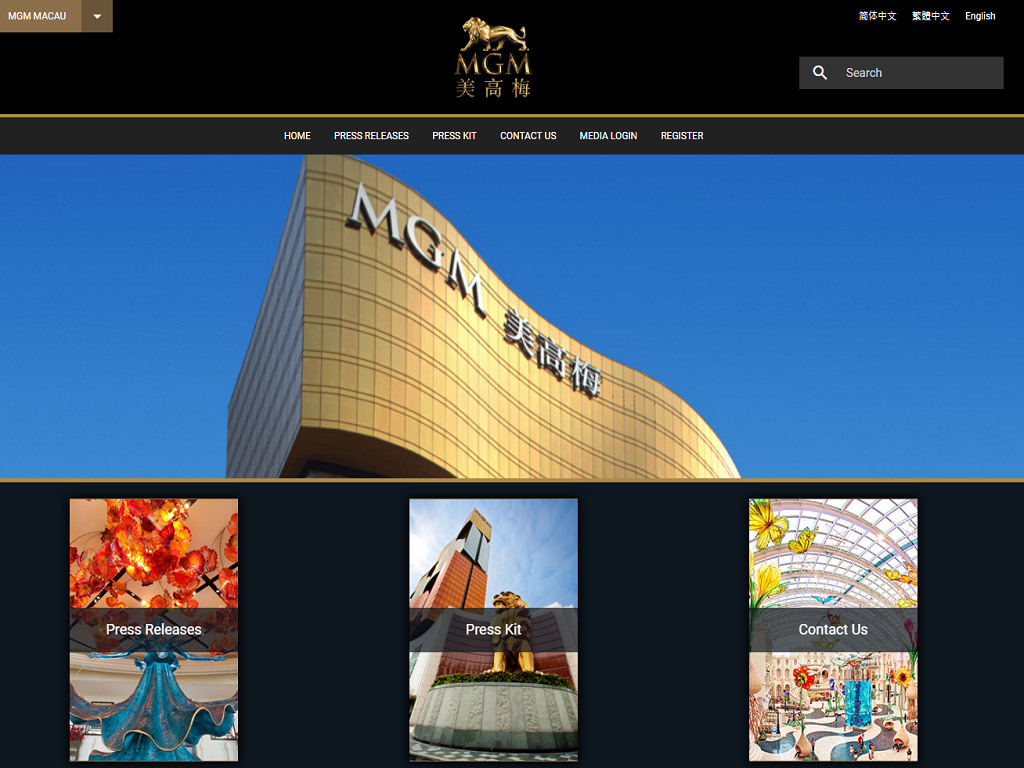 MGM MACAU
简体中文 繁體中文 English
MGM
美高梅
Search
HOME PRESS RELEASES PRESS KIT CONTACT US MEDIA LOGIN REGISTER
MGM 美高梅
Press Releases
Press Kit
Contact Us